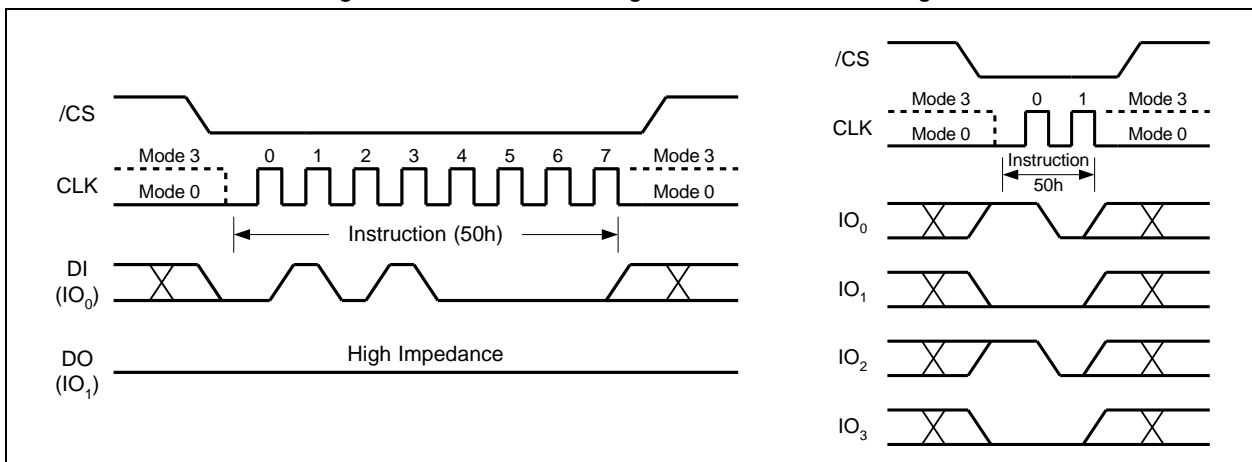 /CS
Mode 3 0 1 2 3 4 5 6 7 Mode 3
CLK
Mode 0 Mode 0
Instruction (50h)
DI
(IO0)
High Impedance
DO
(IO1)
/CS
Mode 3 0 1 Mode 3
CLK
Mode 0 Mode 0
Instruction
50h
IO0
IO1
IO2
IO3